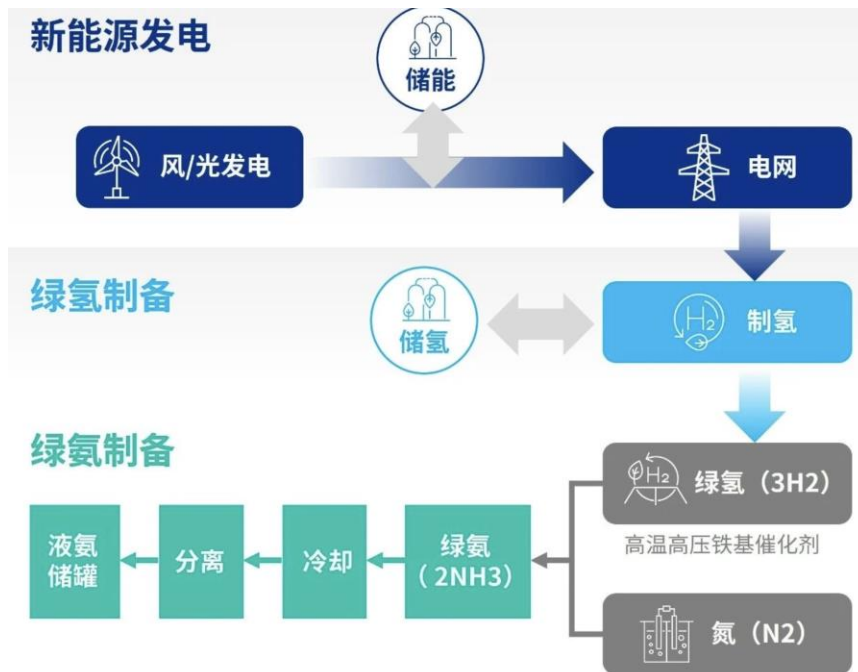 新能源发电
储能
风/光发电
电网
绿氢制备
储氢
H2
制氢
绿氨制备
H2
绿氢（3H2）
高温高压铁基催化剂
液氨
储罐
分离
冷却
绿氨
（2NH3）
氮（N2）